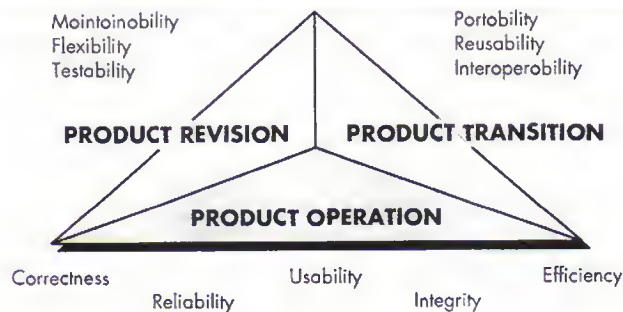 Mointoinobility
Flexibility
Testability
Portobility
Reusability
Interoperobility
PRODUCT REVISION
PRODUCT TRANSITION
PRODUCT OPERATION
Correctness
Usability
Efficiency
Reliability
Integrity